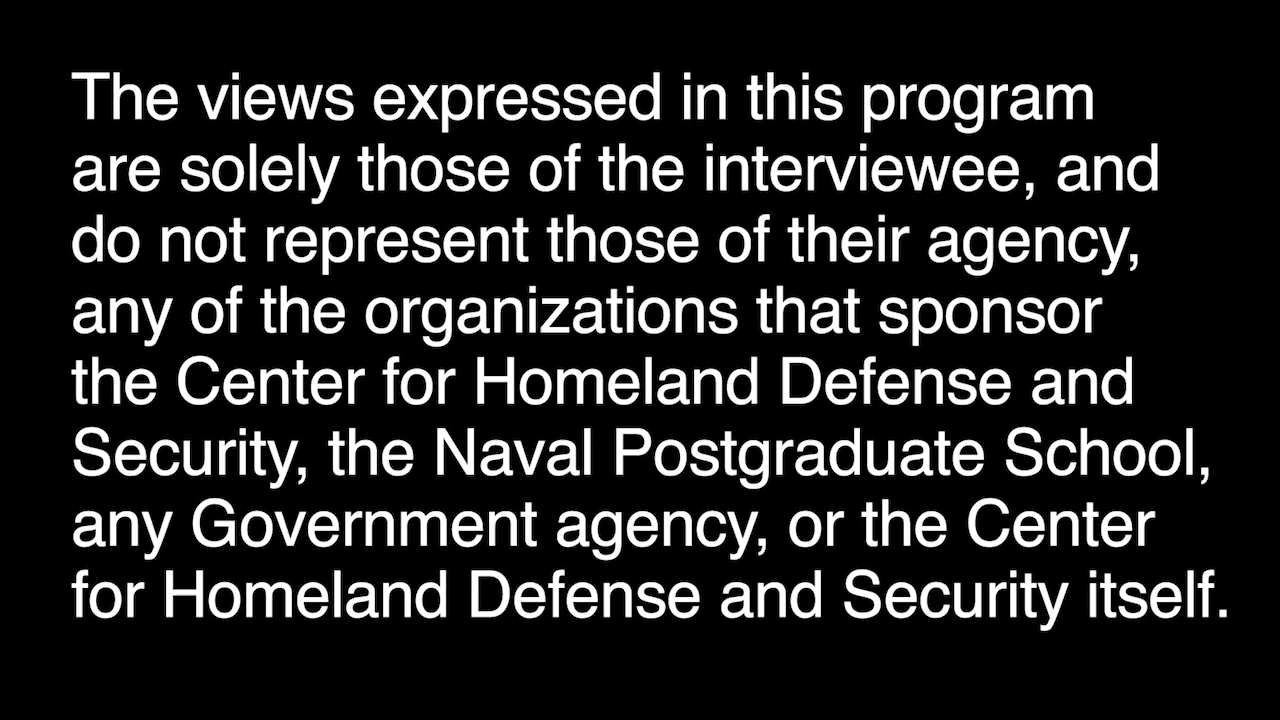 The views expressed in this program
are solely those of the interviewee, and
do not represent those of their agency,
any of the organizations that sponsor
the Center for Homeland Defense and
Security, the Naval Postgraduate School,
any Government agency, or the Center
for Homeland Defense and Security itself.